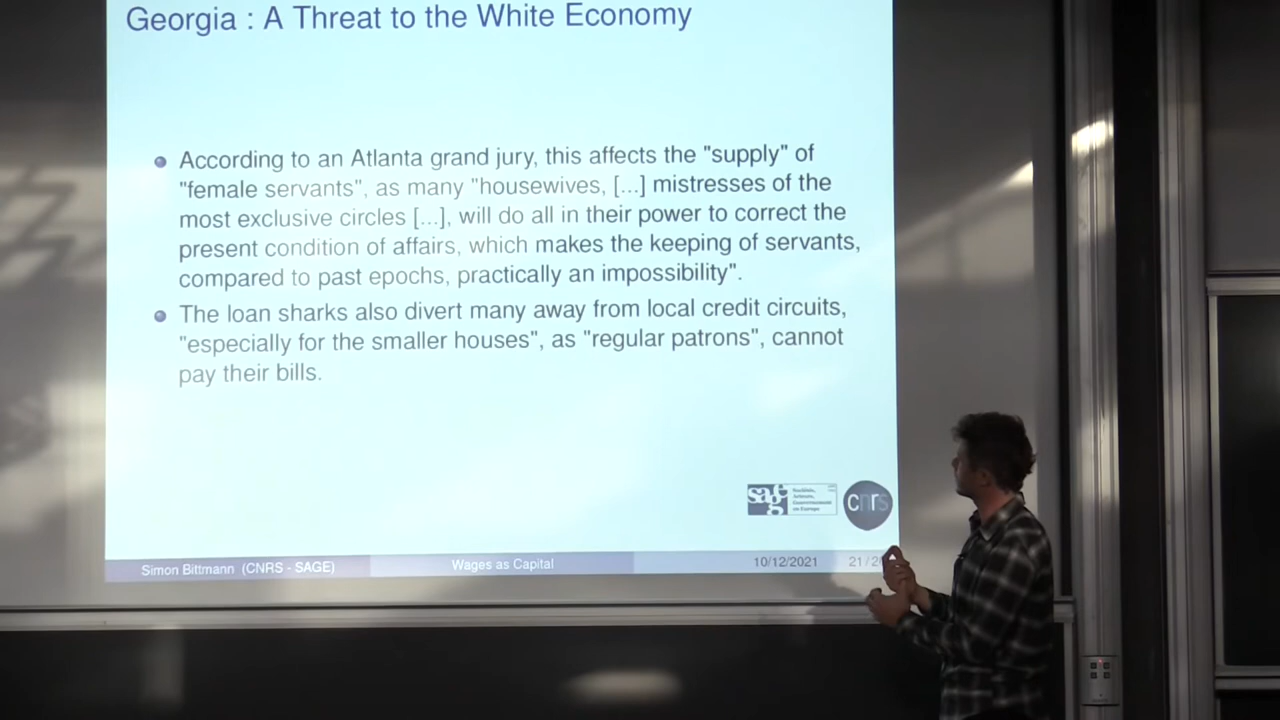 Georgia : A Threat to the White Economy
According to an Atlanta grand jury, this affects the "supply" of
"female servants", as many "housewives, [...] mistresses of the
most exclusive circles [...], will do all in their power to correct the
present condition of affairs, which makes the keeping of servants,
compared to past epochs, practically an impossibility".
The loan sharks also divert many away from local credit circuits,
"especially for the smaller houses", as "regular patrons", cannot
pay their bills.
sage
cnrs
Simon Bittmann (CNRS - SAGE)
Wages as Capital
10/12/2021
21 /